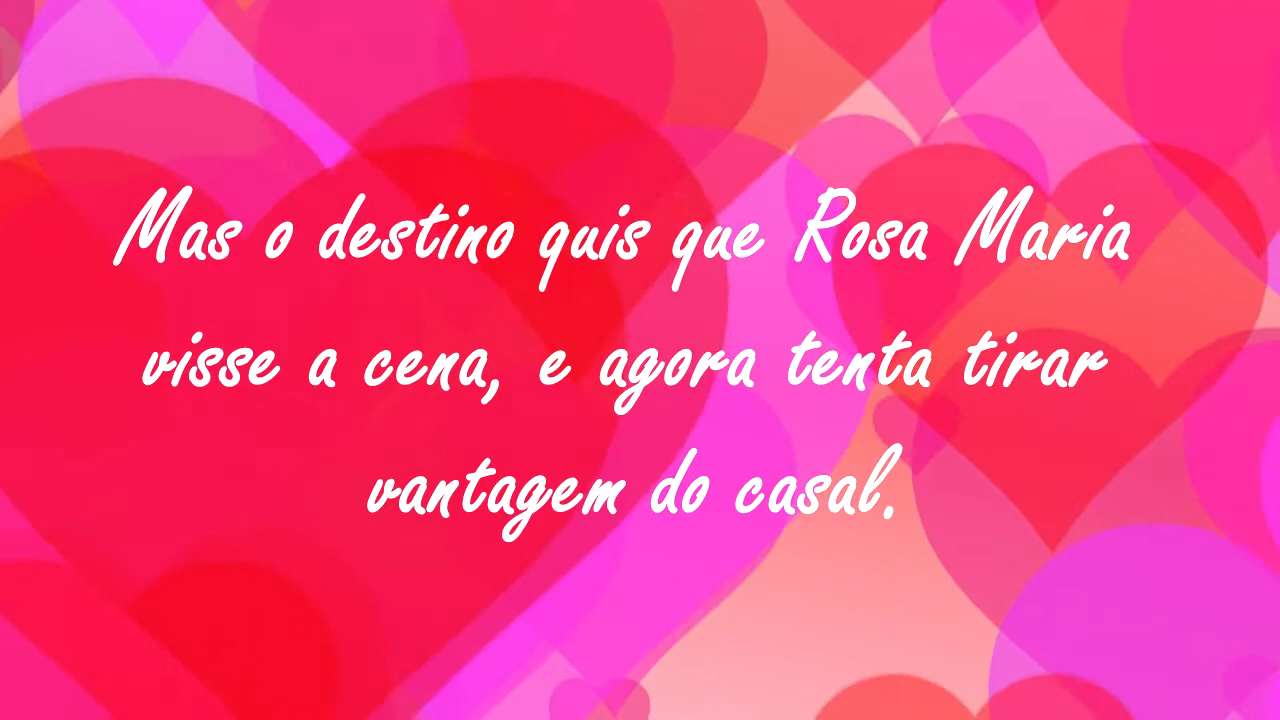 Mas o destino quis que Rosa Maria
visse a cena, e agora tenta tirar
vantagem do casal.